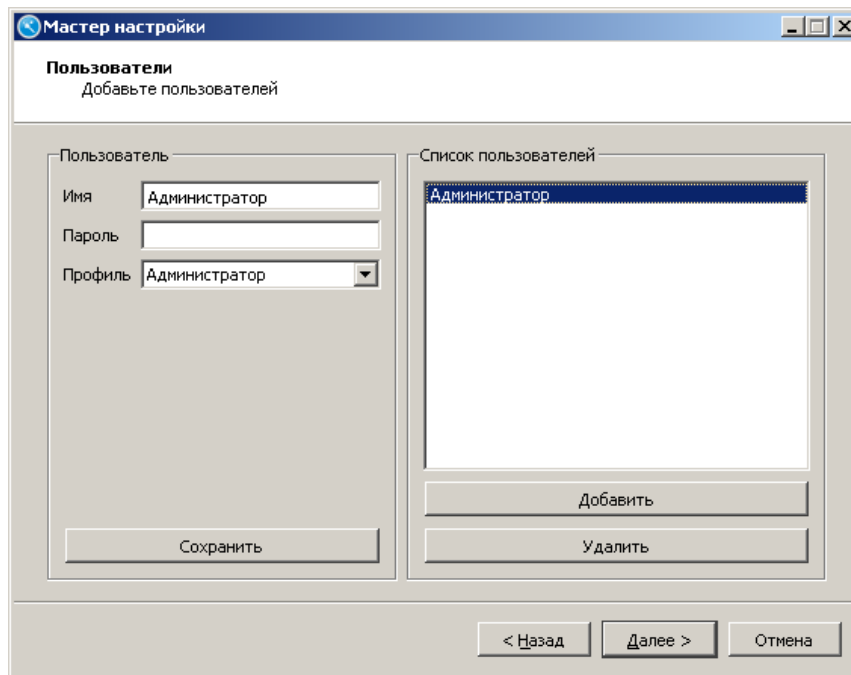 Мастер настройки
Пользователи
Добавьте пользователей
Пользователь
Имя Администратор
Пароль
Профиль Администратор
Сохранить
Список пользователей
Администратор
Добавить
Удалить
< Назад Далее > Отмена